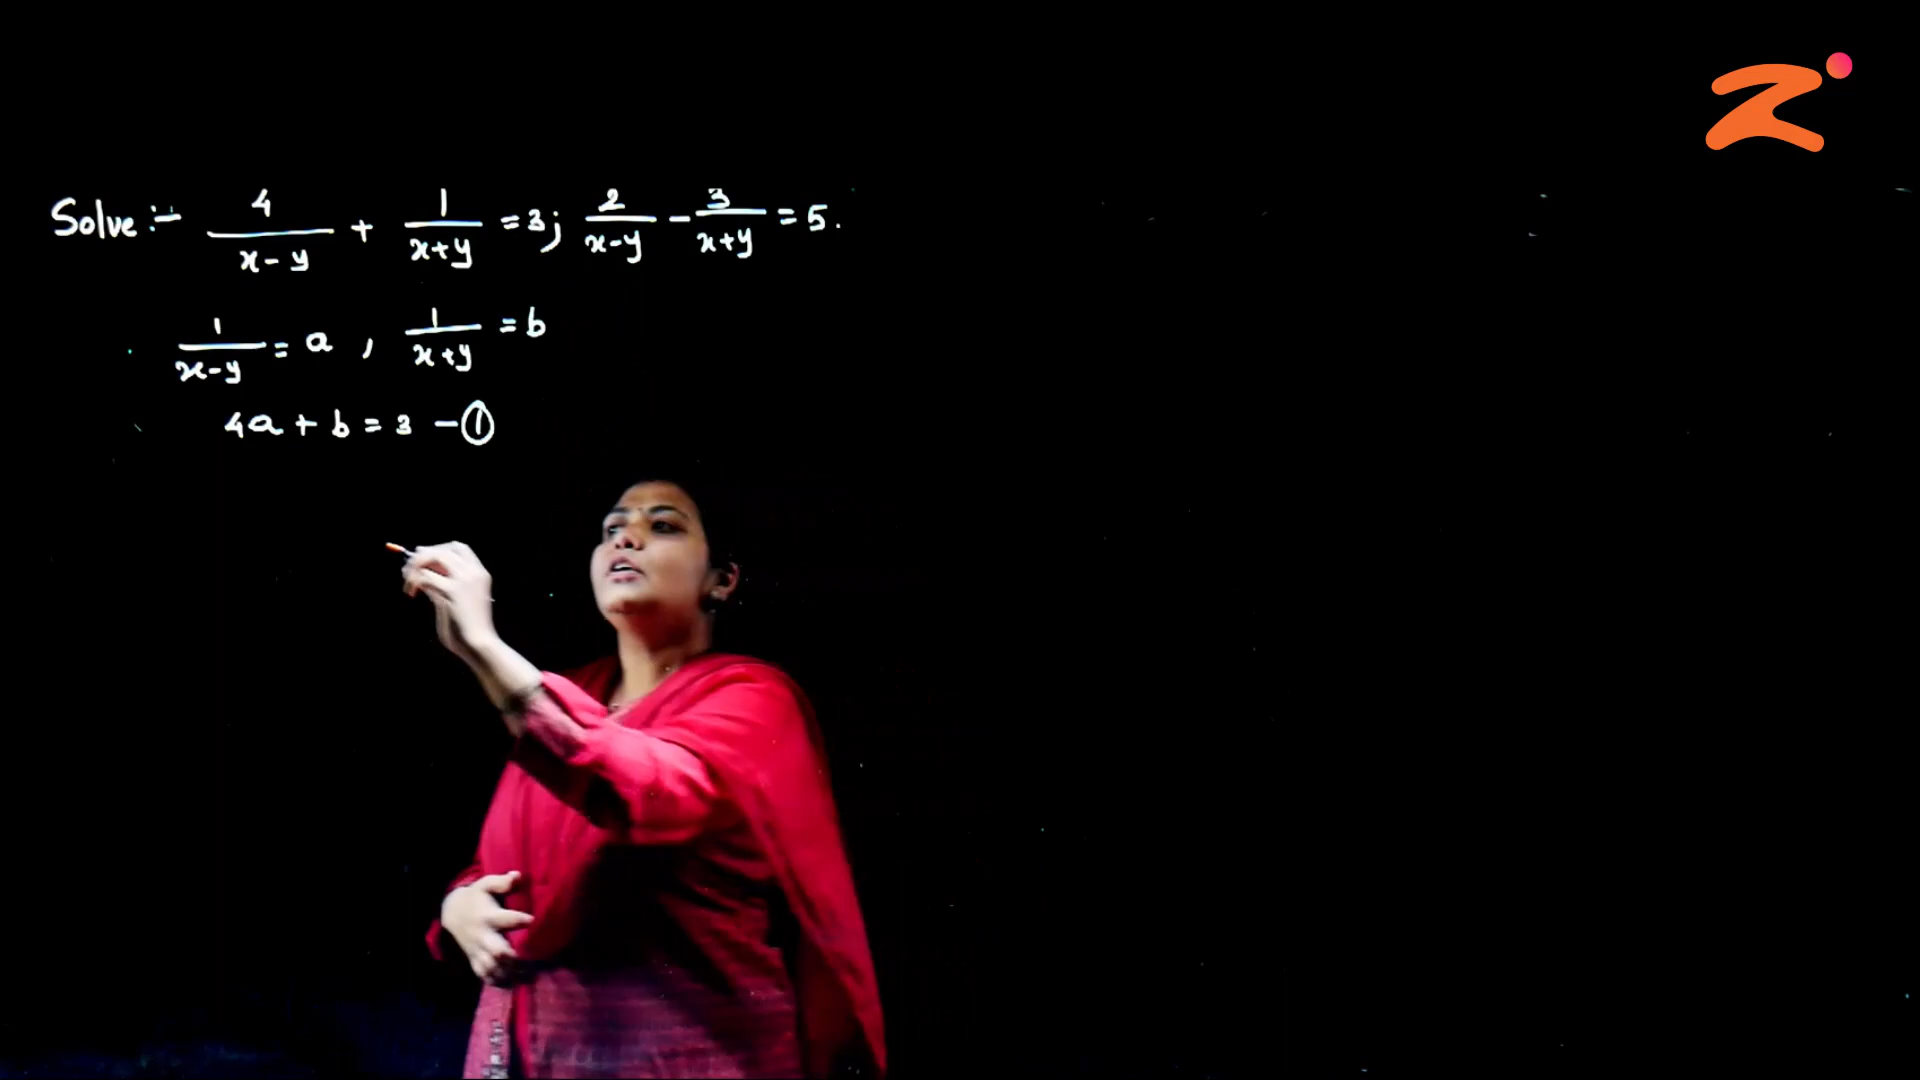 Solve :- 4/(x-y) + 1/(x+y) = 3; 2/(x-y) - 3/(x+y) = 5.
1/(x-y) = a , 1/(x+y) = b
4a + b = 3 - ①